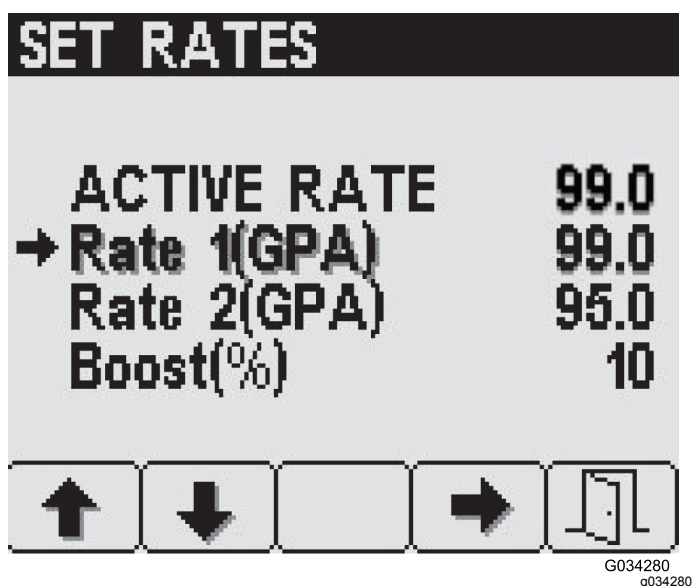 SET RATES
ACTIVE RATE 99.0
Rate 1(GPA) 99.0
Rate 2(GPA) 95.0
Boost(%) 10
G034280
g034280